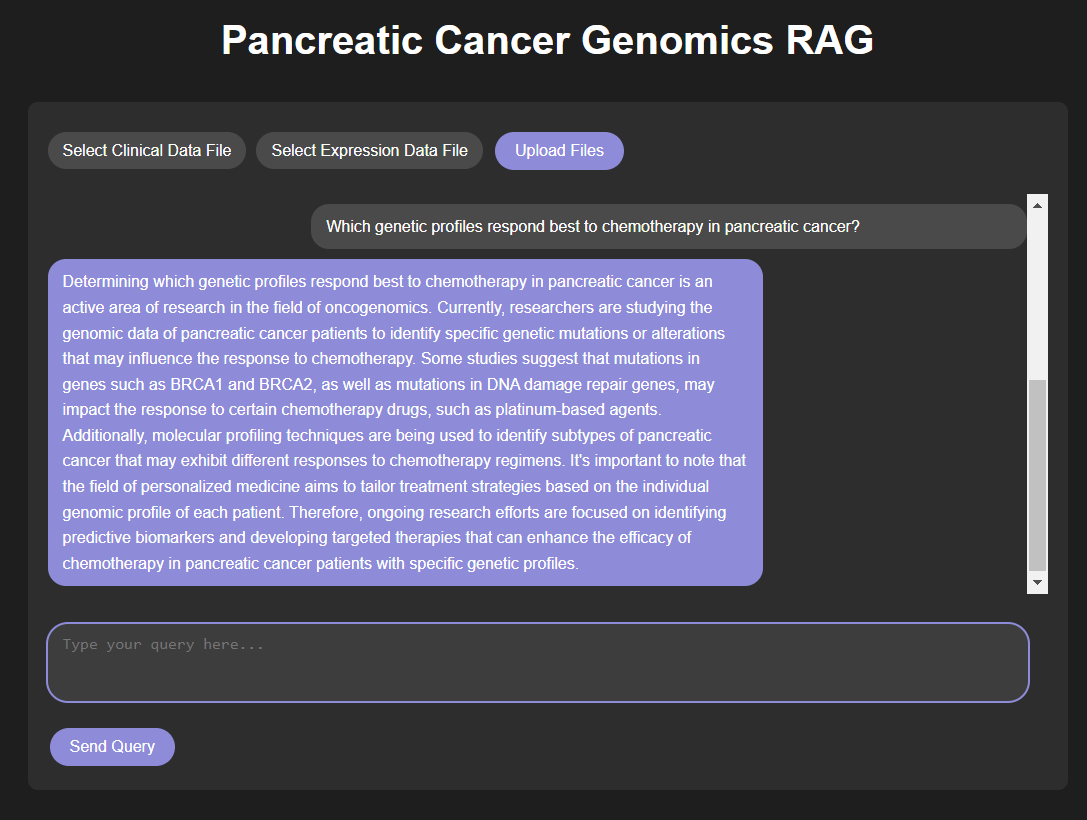 Pancreatic Cancer Genomics RAG
Select Clinical Data File
Select Expression Data File
Upload Files
Which genetic profiles respond best to chemotherapy in pancreatic cancer?
Determining which genetic profiles respond best to chemotherapy in pancreatic cancer is an
active area of research in the field of oncogenomics. Currently, researchers are studying the
genomic data of pancreatic cancer patients to identify specific genetic mutations or alterations
that may influence the response to chemotherapy. Some studies suggest that mutations in
genes such as BRCA1 and BRCA2, as well as mutations in DNA damage repair genes, may
impact the response to certain chemotherapy drugs, such as platinum-based agents.
Additionally, molecular profiling techniques are being used to identify subtypes of pancreatic
cancer that may exhibit different responses to chemotherapy regimens. It's important to note that
the field of personalized medicine aims to tailor treatment strategies based on the individual
genomic profile of each patient. Therefore, ongoing research efforts are focused on identifying
predictive biomarkers and developing targeted therapies that can enhance the efficacy of
chemotherapy in pancreatic cancer patients with specific genetic profiles.
Type your query here...
Send Query